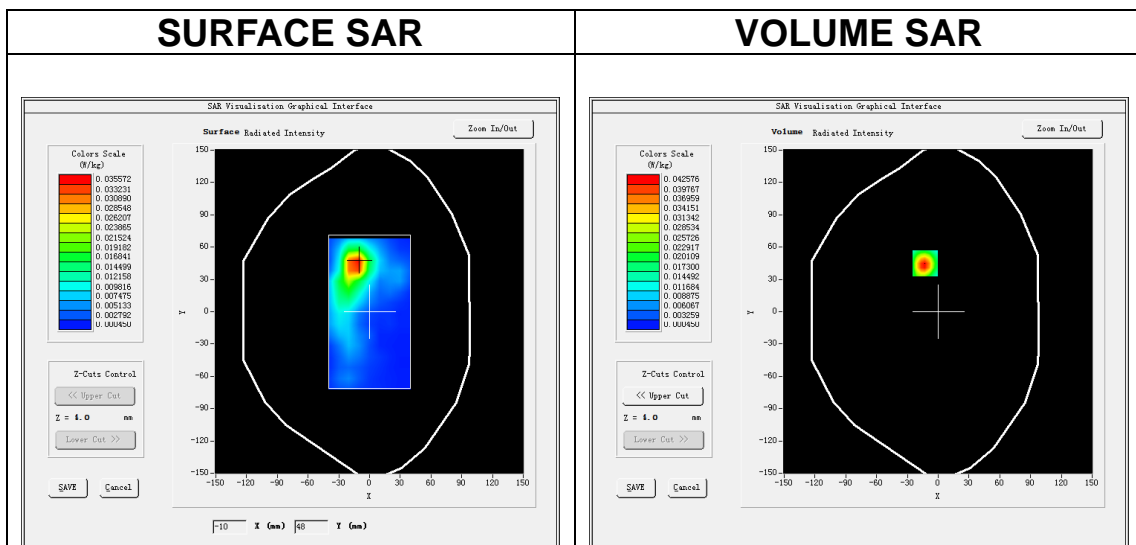 SURFACE SAR
VOLUME SAR
SAR Visualisation Graphical Interface
Surface Radiated Intensity
Zoom In/Out
Colors Scale
(W/kg)
0.035572
0.033231
0.030890
0.028548
0.026207
0.023865
0.021524
0.019182
0.016841
0.014499
0.012158
0.009816
0.007475
0.005133
0.002792
0.000450
Z-Cuts Control
<< Upper Cut
Z = 4.0 mm
Lower Cut >>
SAVE
Cancel
150
120
90
60
30
0
-30
-60
-90
-120
-150
Y
-150 -120 -90 -60 -30 0 30 60 90 120 150
X
-10 X (mm) 48 Y (mm)
SAR Visualisation Graphical Interface
Volume Radiated Intensity
Zoom In/Out
Colors Scale
(W/kg)
0.042576
0.039767
0.036959
0.034151
0.031342
0.028534
0.025726
0.022917
0.020109
0.017300
0.014492
0.011684
0.008875
0.006067
0.003259
0.000450
Z-Cuts Control
<< Upper Cut
Z = 4.0 mm
Lower Cut >>
SAVE
Cancel
150
120
90
60
30
0
-30
-60
-90
-120
-150
Y
-150 -120 -90 -60 -30 0 30 60 90 120 150
X